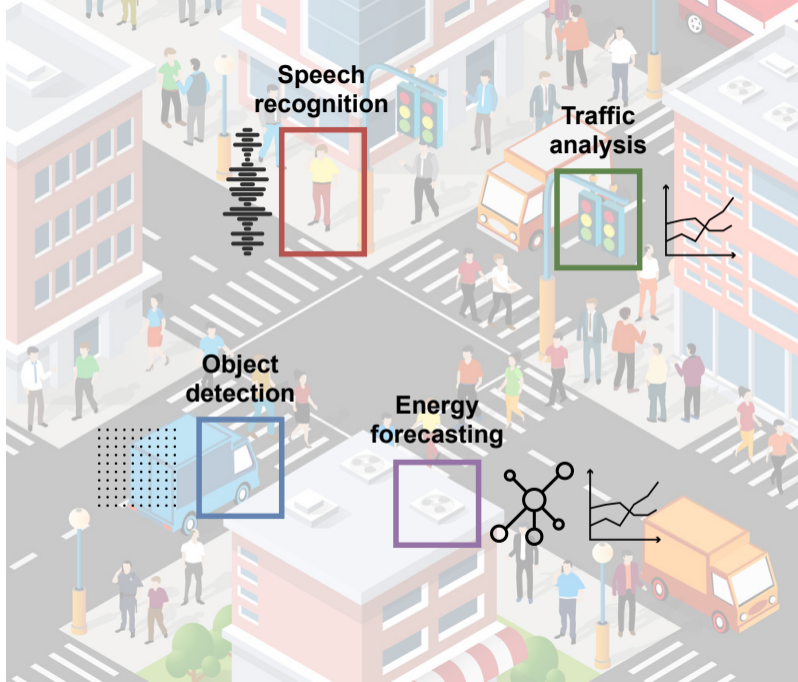 Speech
recognition
Traffic
analysis
Object
detection
Energy
forecasting